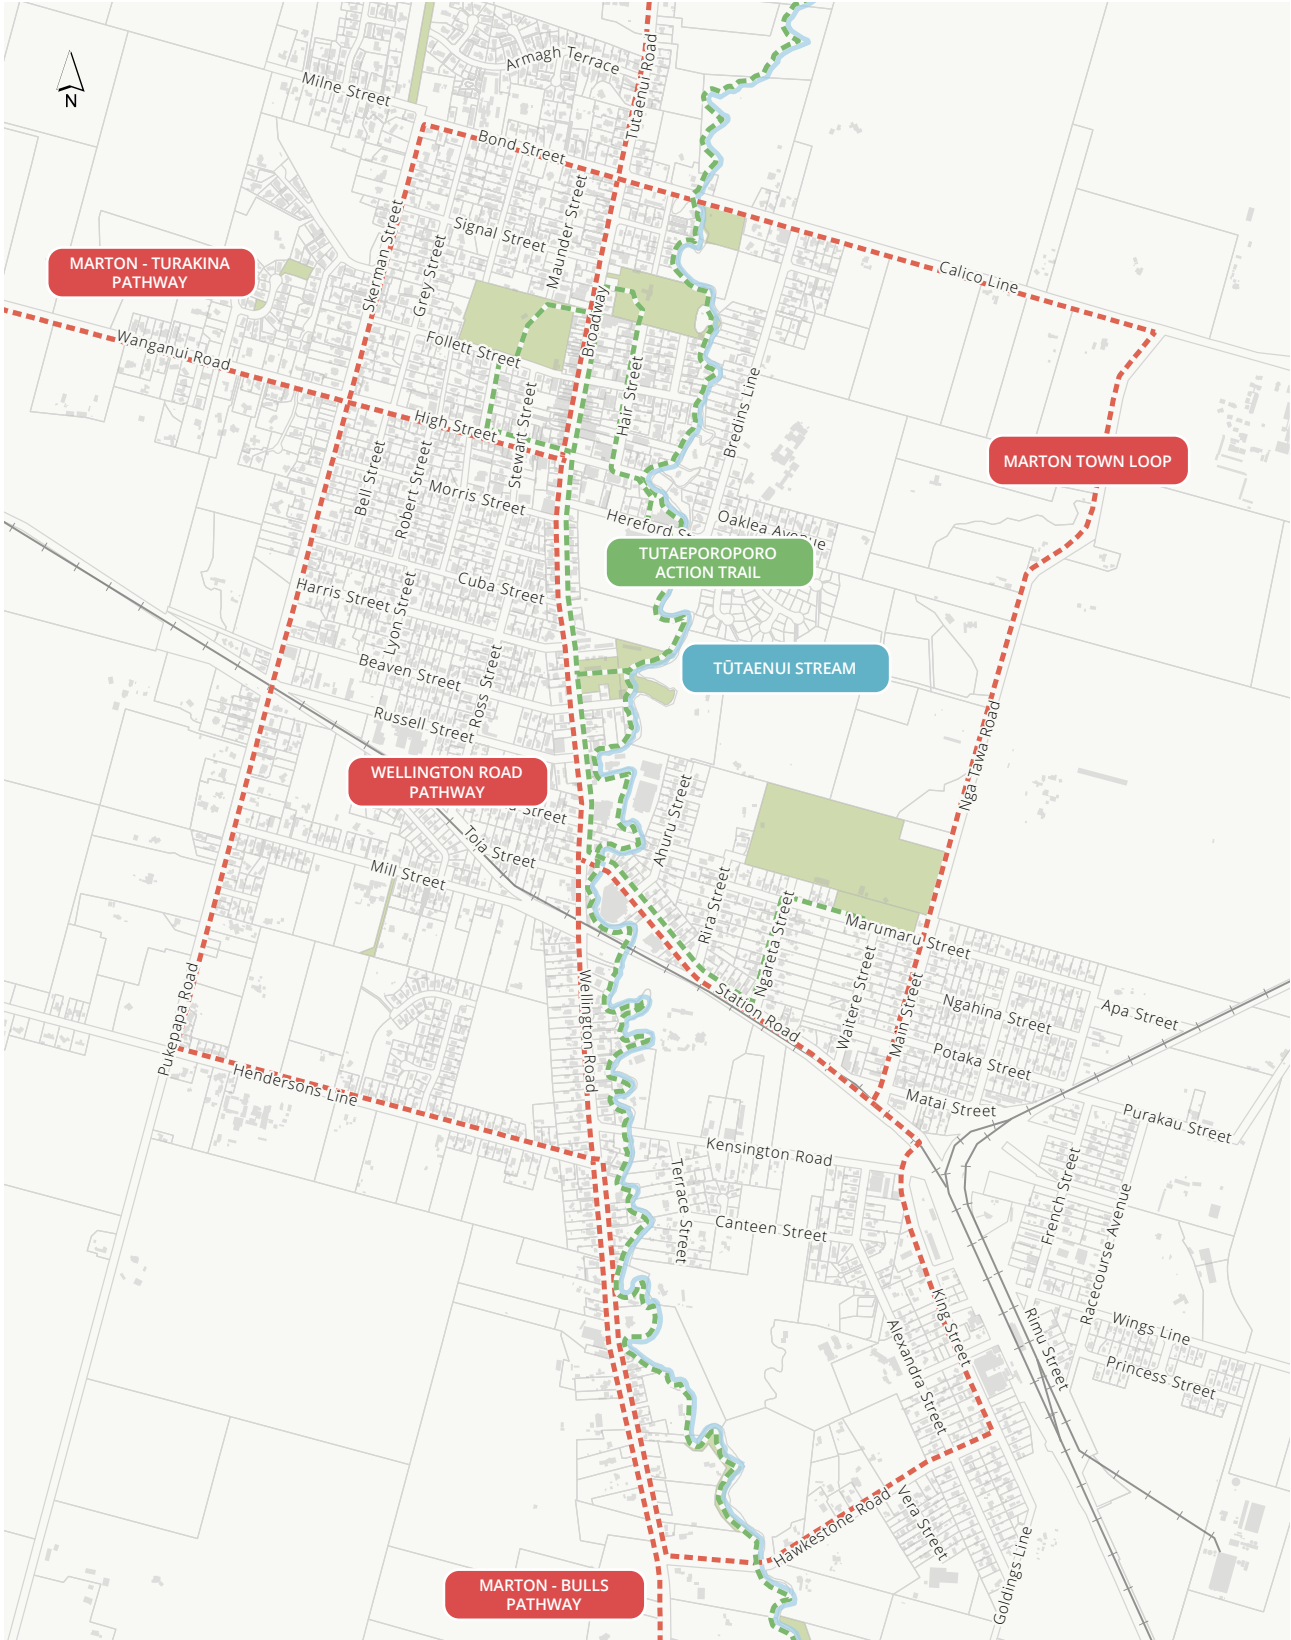 Armagh Terrace
Tutaenui Road
Milne Street
N
Bond Street
Maunder Street
Signal Street
Skerman Street
Grey Street
MARTON - TURAKINA
PATHWAY
Calico Line
Broadway
Wanganui Road
Follett Street
Hair Street
Bredins Line
High Street
Stewart Street
MARTON TOWN LOOP
Bell Street
Robert Street
Morris Street
Hereford St
Oaklea Avenue
TUTAEPOROPORO
ACTION TRAIL
Harris Street
Lyon Street
Cuba Street
Beaven Street
Ross Street
TŪTAENUI STREAM
Russell Street
Nga Tawa Road
WELLINGTON ROAD
PATHWAY
Street
Toia Street
Ahuru Street
Mill Street
Rira Street
Ngareta Street
Marumaru Street
Waitere Street
Main Street
Pukepapa Road
Wellington Road
Station Road
Ngahina Street
Apa Street
Potaka Street
Hendersons Line
Matai Street
Purakau Street
Kensington Road
Terrace Street
Canteen Street
French Street
Racecourse Avenue
King Street
Alexandra Street
Rimu Street
Wings Line
Princess Street
Hawkestone Road
Vera Street
Goldings Line
MARTON - BULLS
PATHWAY